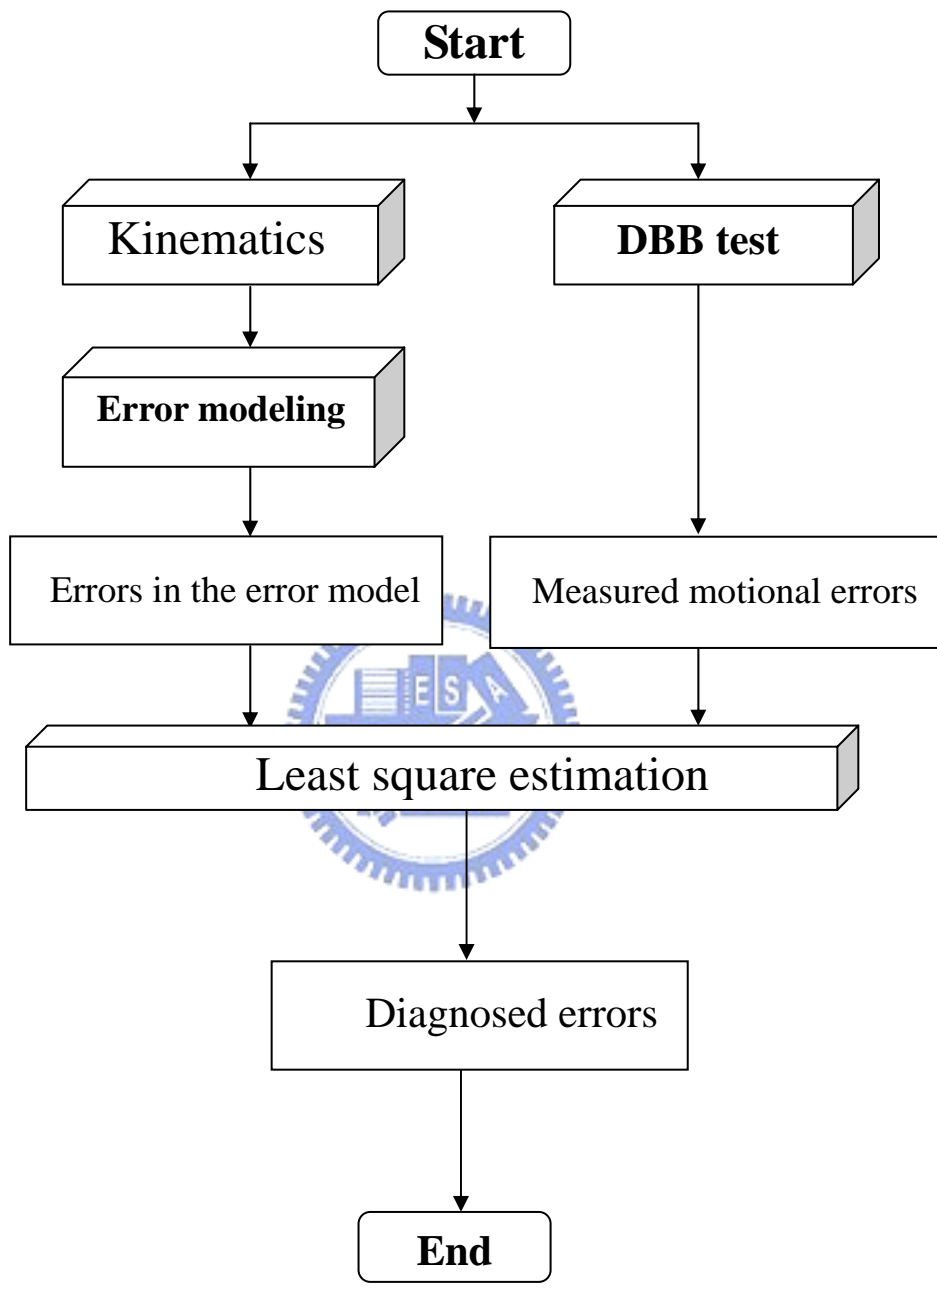 Start
Kinematics
DBB test
Error modeling
Errors in the error model
Measured motional errors
ESA
Least square estimation
Diagnosed errors
End